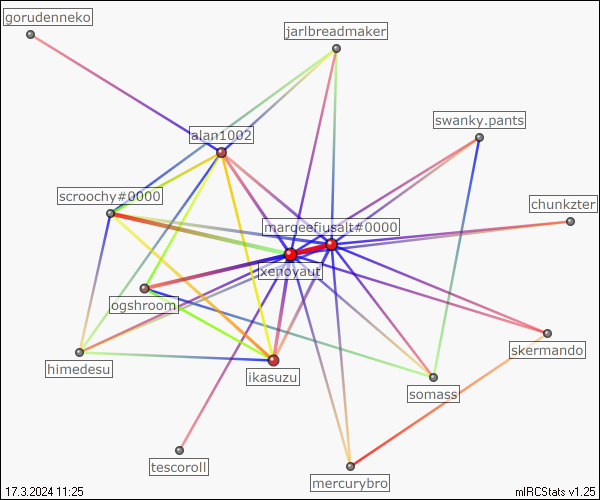 gorudenneko
jarlbreadmaker
swanky.pants
alan1002
scroochy#0000
chunkzter
margeefiusalt#0000
xenoyaut
ogshroom
skermando
himedesu
ikasuzu
somass
tescoroll
mercurybro
17.3.2024 11:25
mIRCStats v1.25